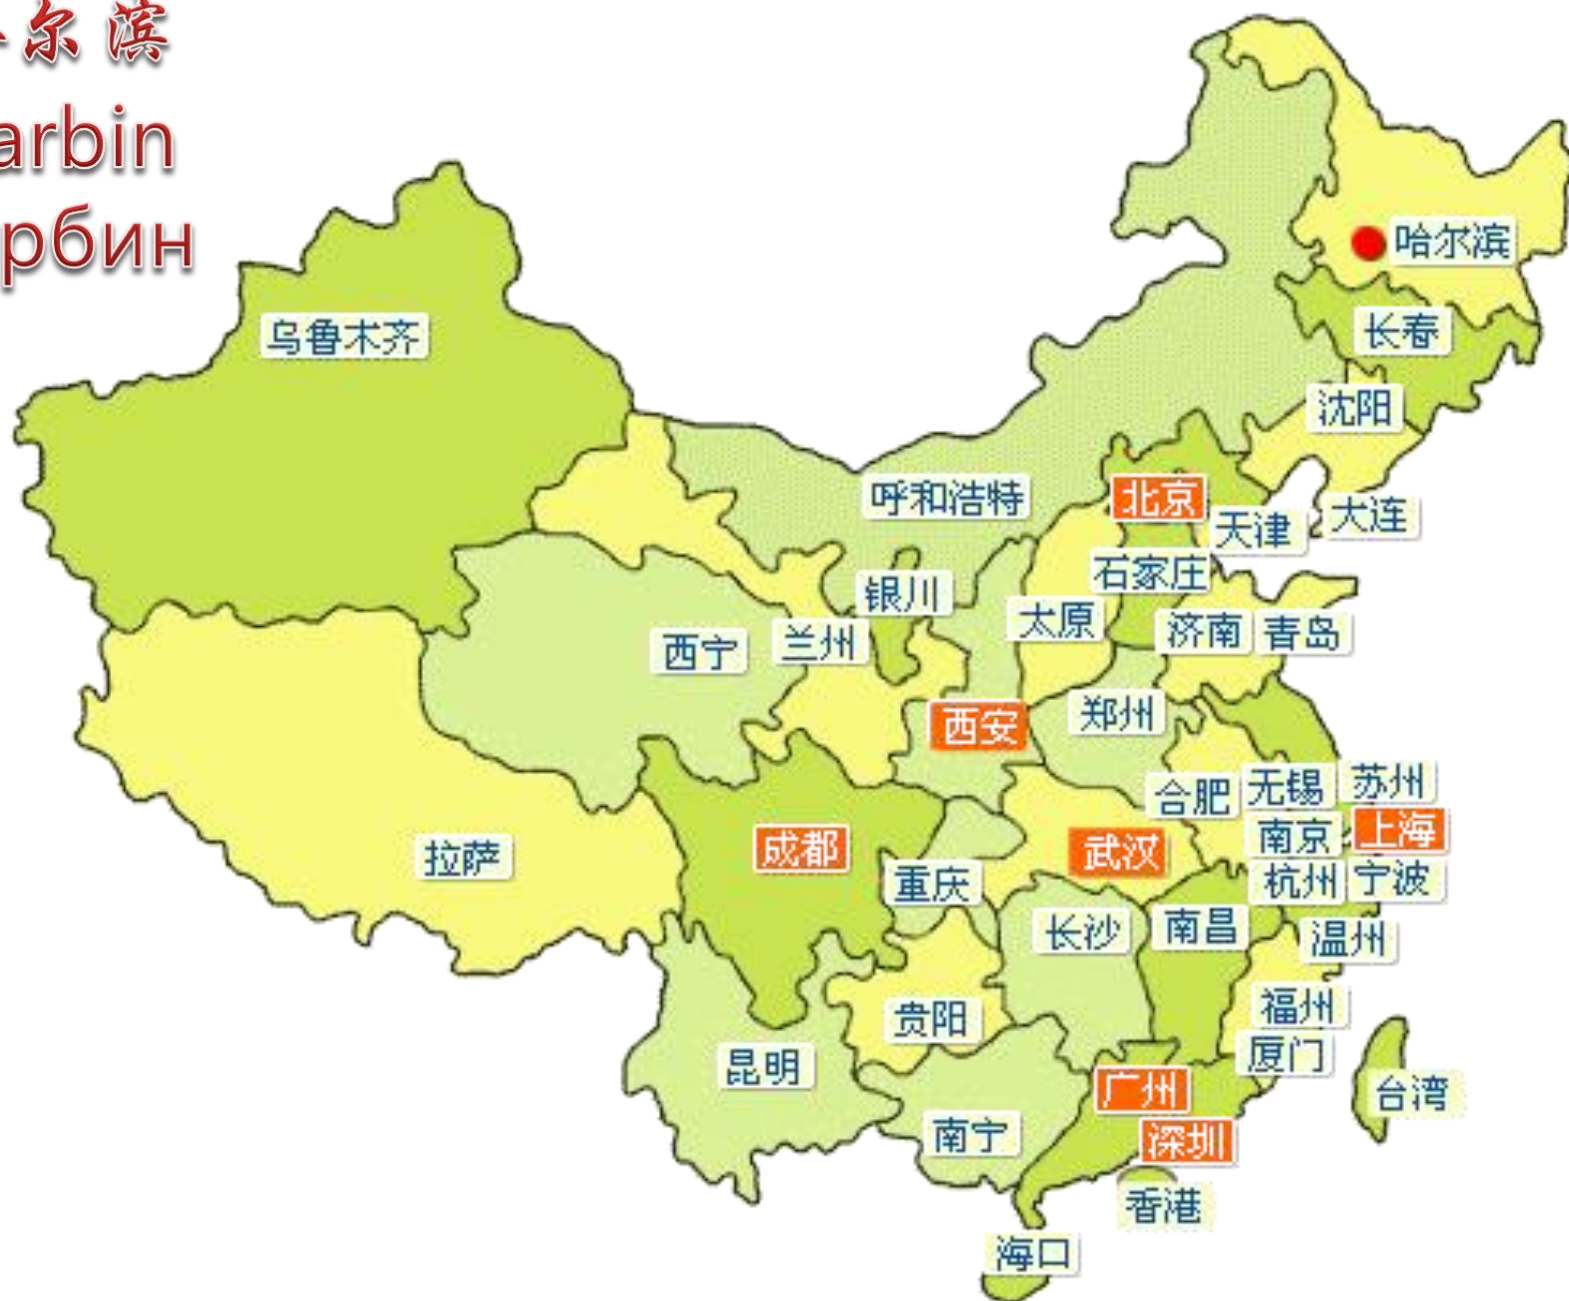 尔滨
arbin
рбин
哈尔滨
乌鲁木齐
长春
沈阳
呼和浩特
北京
天津
大连
石家庄
银川
太原
济南
青岛
西宁
兰州
西安
郑州
合肥
无锡
苏州
南京
上海
拉萨
成都
武汉
重庆
杭州
宁波
长沙
南昌
温州
贵阳
福州
昆明
厦门
广州
台湾
南宁
深圳
香港
海口